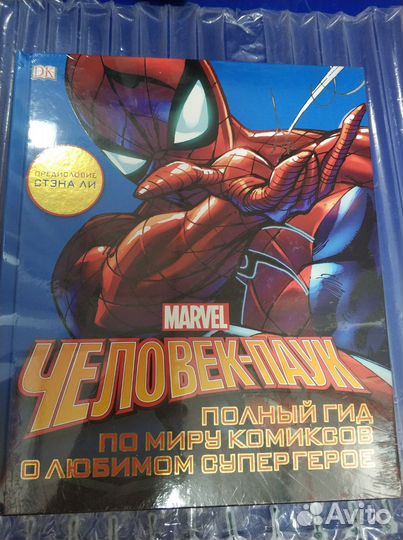 DK
ПРЕДИСЛОВИЕ
СТЭНА ЛИ
MARVEL
ЧЕЛОВЕК-ПАУК
ПОЛНЫЙ ГИД
ПО МИРУ КОМИКСОВ
О ЛЮБИМОМ СУПЕРГЕРОЕ
Avito